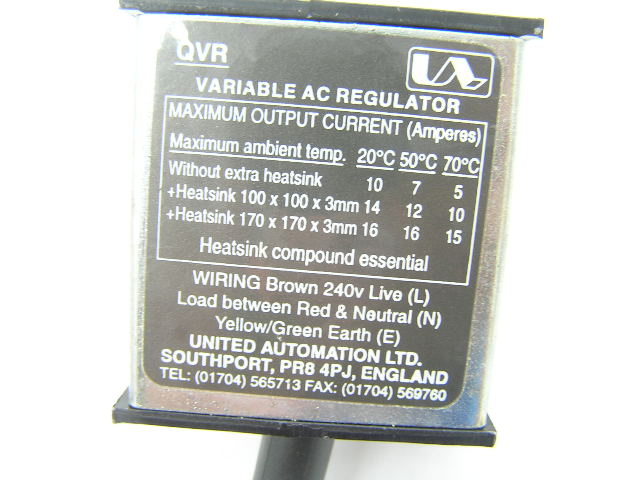 QVR
UA
VARIABLE AC REGULATOR
MAXIMUM OUTPUT CURRENT (Amperes)
Maximum ambient temp. 20°C 50°C 70°C
Without extra heatsink 10 7 5
+Heatsink 100 x 100 x 3mm 14 12 10
+Heatsink 170 x 170 x 3mm 16 16 15
Heatsink compound essential
WIRING Brown 240v Live (L)
Load between Red & Neutral (N)
Yellow/Green Earth (E)
UNITED AUTOMATION LTD.
SOUTHPORT, PR8 4PJ, ENGLAND
TEL: (01704) 565713 FAX: (01704) 569760